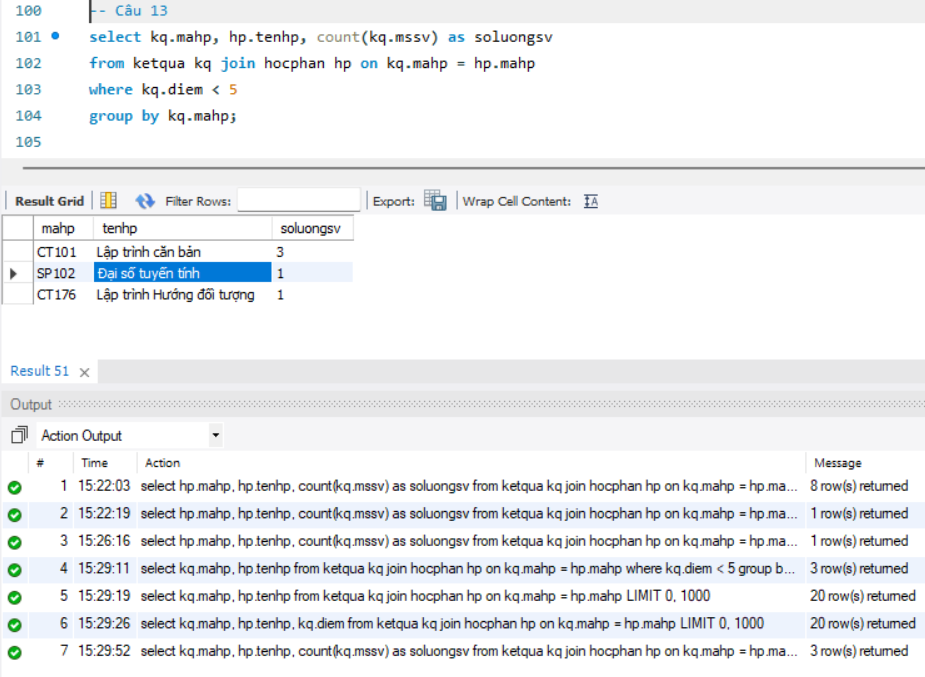 100 -- Câu 13
101 select kq.mahp, hp.tenhp, count(kq.mssv) as soluongsv
102 from ketqua kq join hocphan hp on kq.mahp = hp.mahp
103 where kq.diem < 5
104 group by kq.mahp;
105
Result Grid Filter Rows: Export: Wrap Cell Content: IA
mahp tenhp soluongsv
CT101 Lập trình căn bản 3
SP102 Đại số tuyến tính 1
CT176 Lập trình Hướng đối tượng 1
Result 51 ×
Output
Action Output
# Time Action Message
1 15:22:03 select hp.mahp, hp.tenhp, count(kq.mssv) as soluongsv from ketqua kq join hocphan hp on kq.mahp = hp.ma... 8 row(s) returned
2 15:22:19 select hp.mahp, hp.tenhp, count(kq.mssv) as soluongsv from ketqua kq join hocphan hp on kq.mahp = hp.ma... 1 row(s) returned
3 15:26:16 select hp.mahp, hp.tenhp, count(kq.mssv) as soluongsv from ketqua kq join hocphan hp on kq.mahp = hp.ma... 1 row(s) returned
4 15:29:11 select kq.mahp, hp.tenhp from ketqua kq join hocphan hp on kq.mahp = hp.mahp where kq.diem < 5 group b... 3 row(s) returned
5 15:29:19 select kq.mahp, hp.tenhp from ketqua kq join hocphan hp on kq.mahp = hp.mahp LIMIT 0, 1000 20 row(s) returned
6 15:29:26 select kq.mahp, hp.tenhp, kq.diem from ketqua kq join hocphan hp on kq.mahp = hp.mahp LIMIT 0, 1000 20 row(s) returned
7 15:29:52 select kq.mahp, hp.tenhp, count(kq.mssv) as soluongsv from ketqua kq join hocphan hp on kq.mahp = hp.ma... 3 row(s) returned